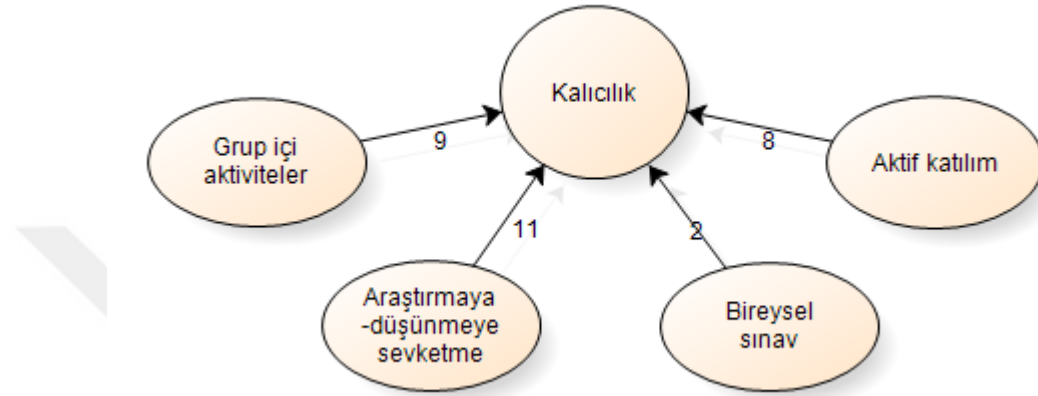 Kalıcılık
Grup içi
aktiviteler
9
8
Aktif katılım
11
2
Araştırmaya
-düşünmeye
sevketme
Bireysel
sınav